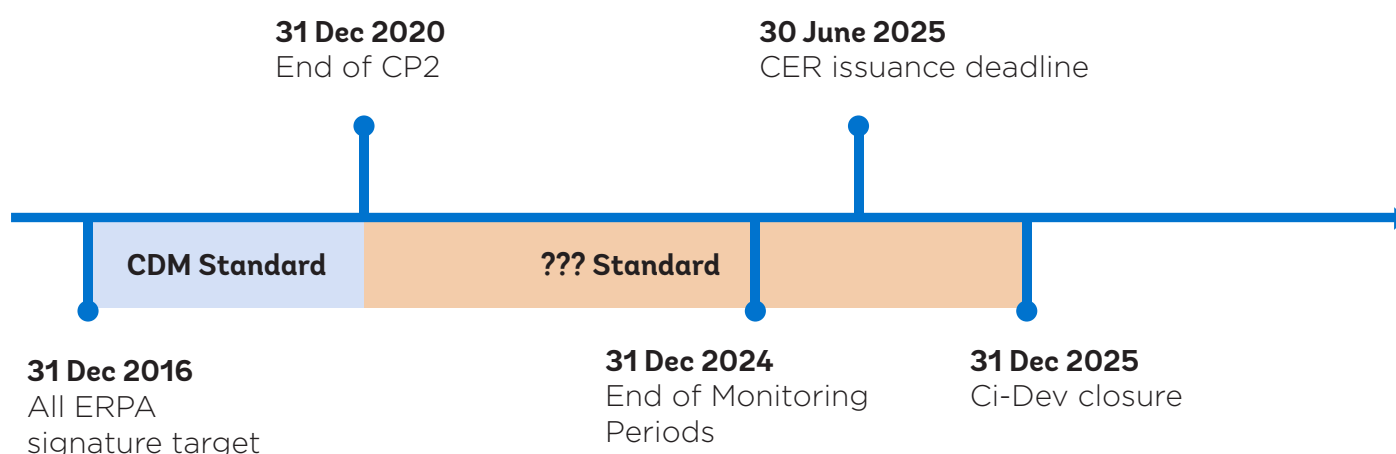 31 Dec 2020
End of CP2
30 June 2025
CER issuance deadline
CDM Standard
??? Standard
31 Dec 2016
All ERPA
signature target
31 Dec 2024
End of Monitoring
Periods
31 Dec 2025
Ci-Dev closure